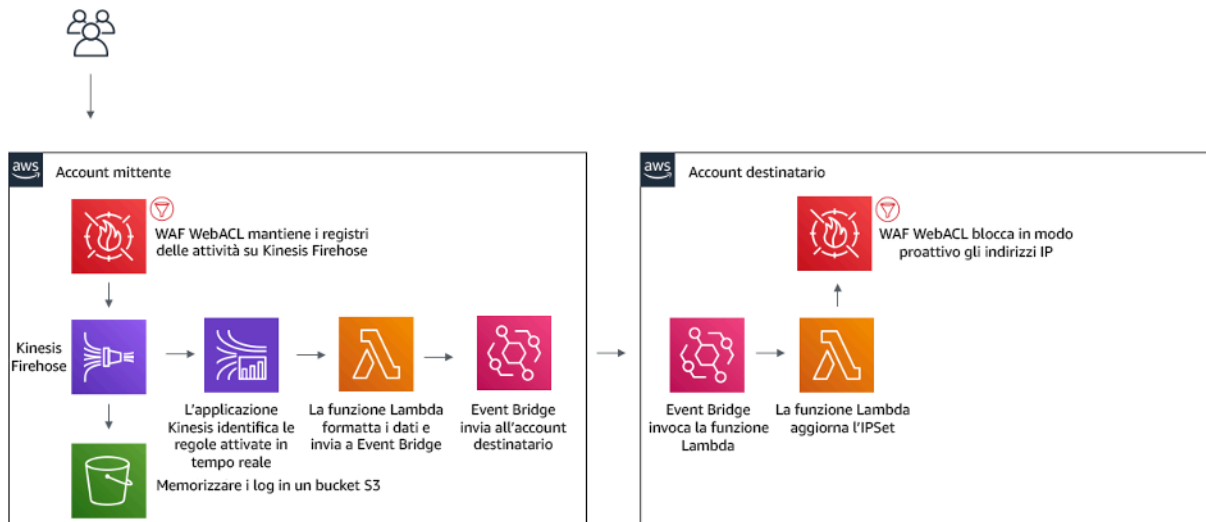 aws
Account mittente
WAF WebACL mantiene i registri
delle attività su Kinesis Firehose
Kinesis
Firehose
L'applicazione
Kinesis identifica le
regole attivate in
tempo reale
La funzione Lambda
formatta i dati e
invia a Event Bridge
Event Bridge
invia all'account
destinatario
Memorizzare i log in un bucket S3
aws
Account destinatario
WAF WebACL blocca in modo
proattivo gli indirizzi IP
Event Bridge
invoca la funzione
Lambda
La funzione Lambda
aggiorna l'IPSet